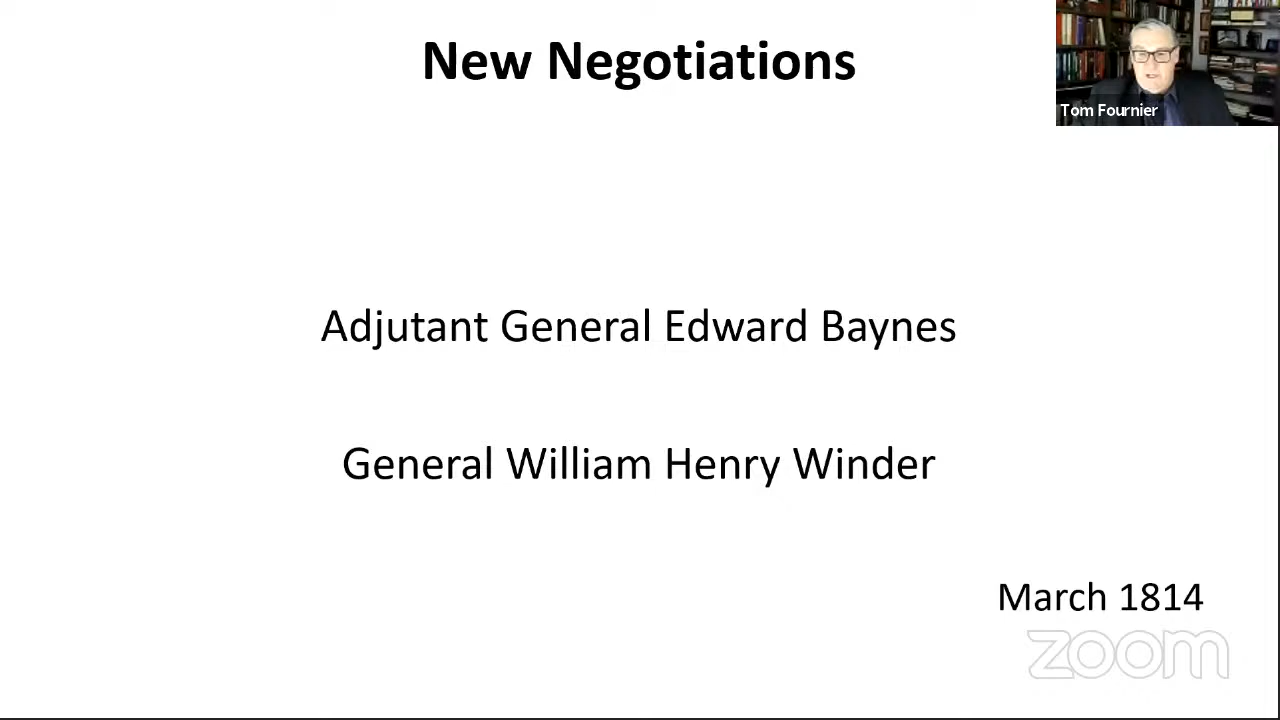 New Negotiations
Tom Fournier
Adjutant General Edward Baynes
General William Henry Winder
March 1814
zoom